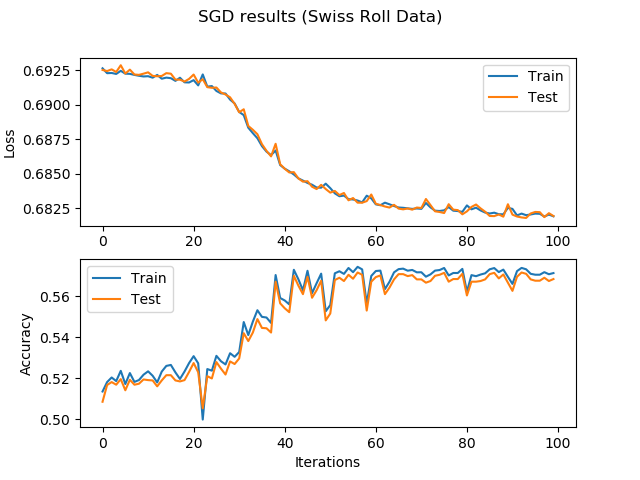 SGD results (Swiss Roll Data)
0.6925
0.6900
0.6875
0.6850
0.6825
Loss
Train
Test
0 20 40 60 80 100
0.56
0.54
0.52
0.50
Accuracy
Train
Test
0 20 40 60 80 100
Iterations